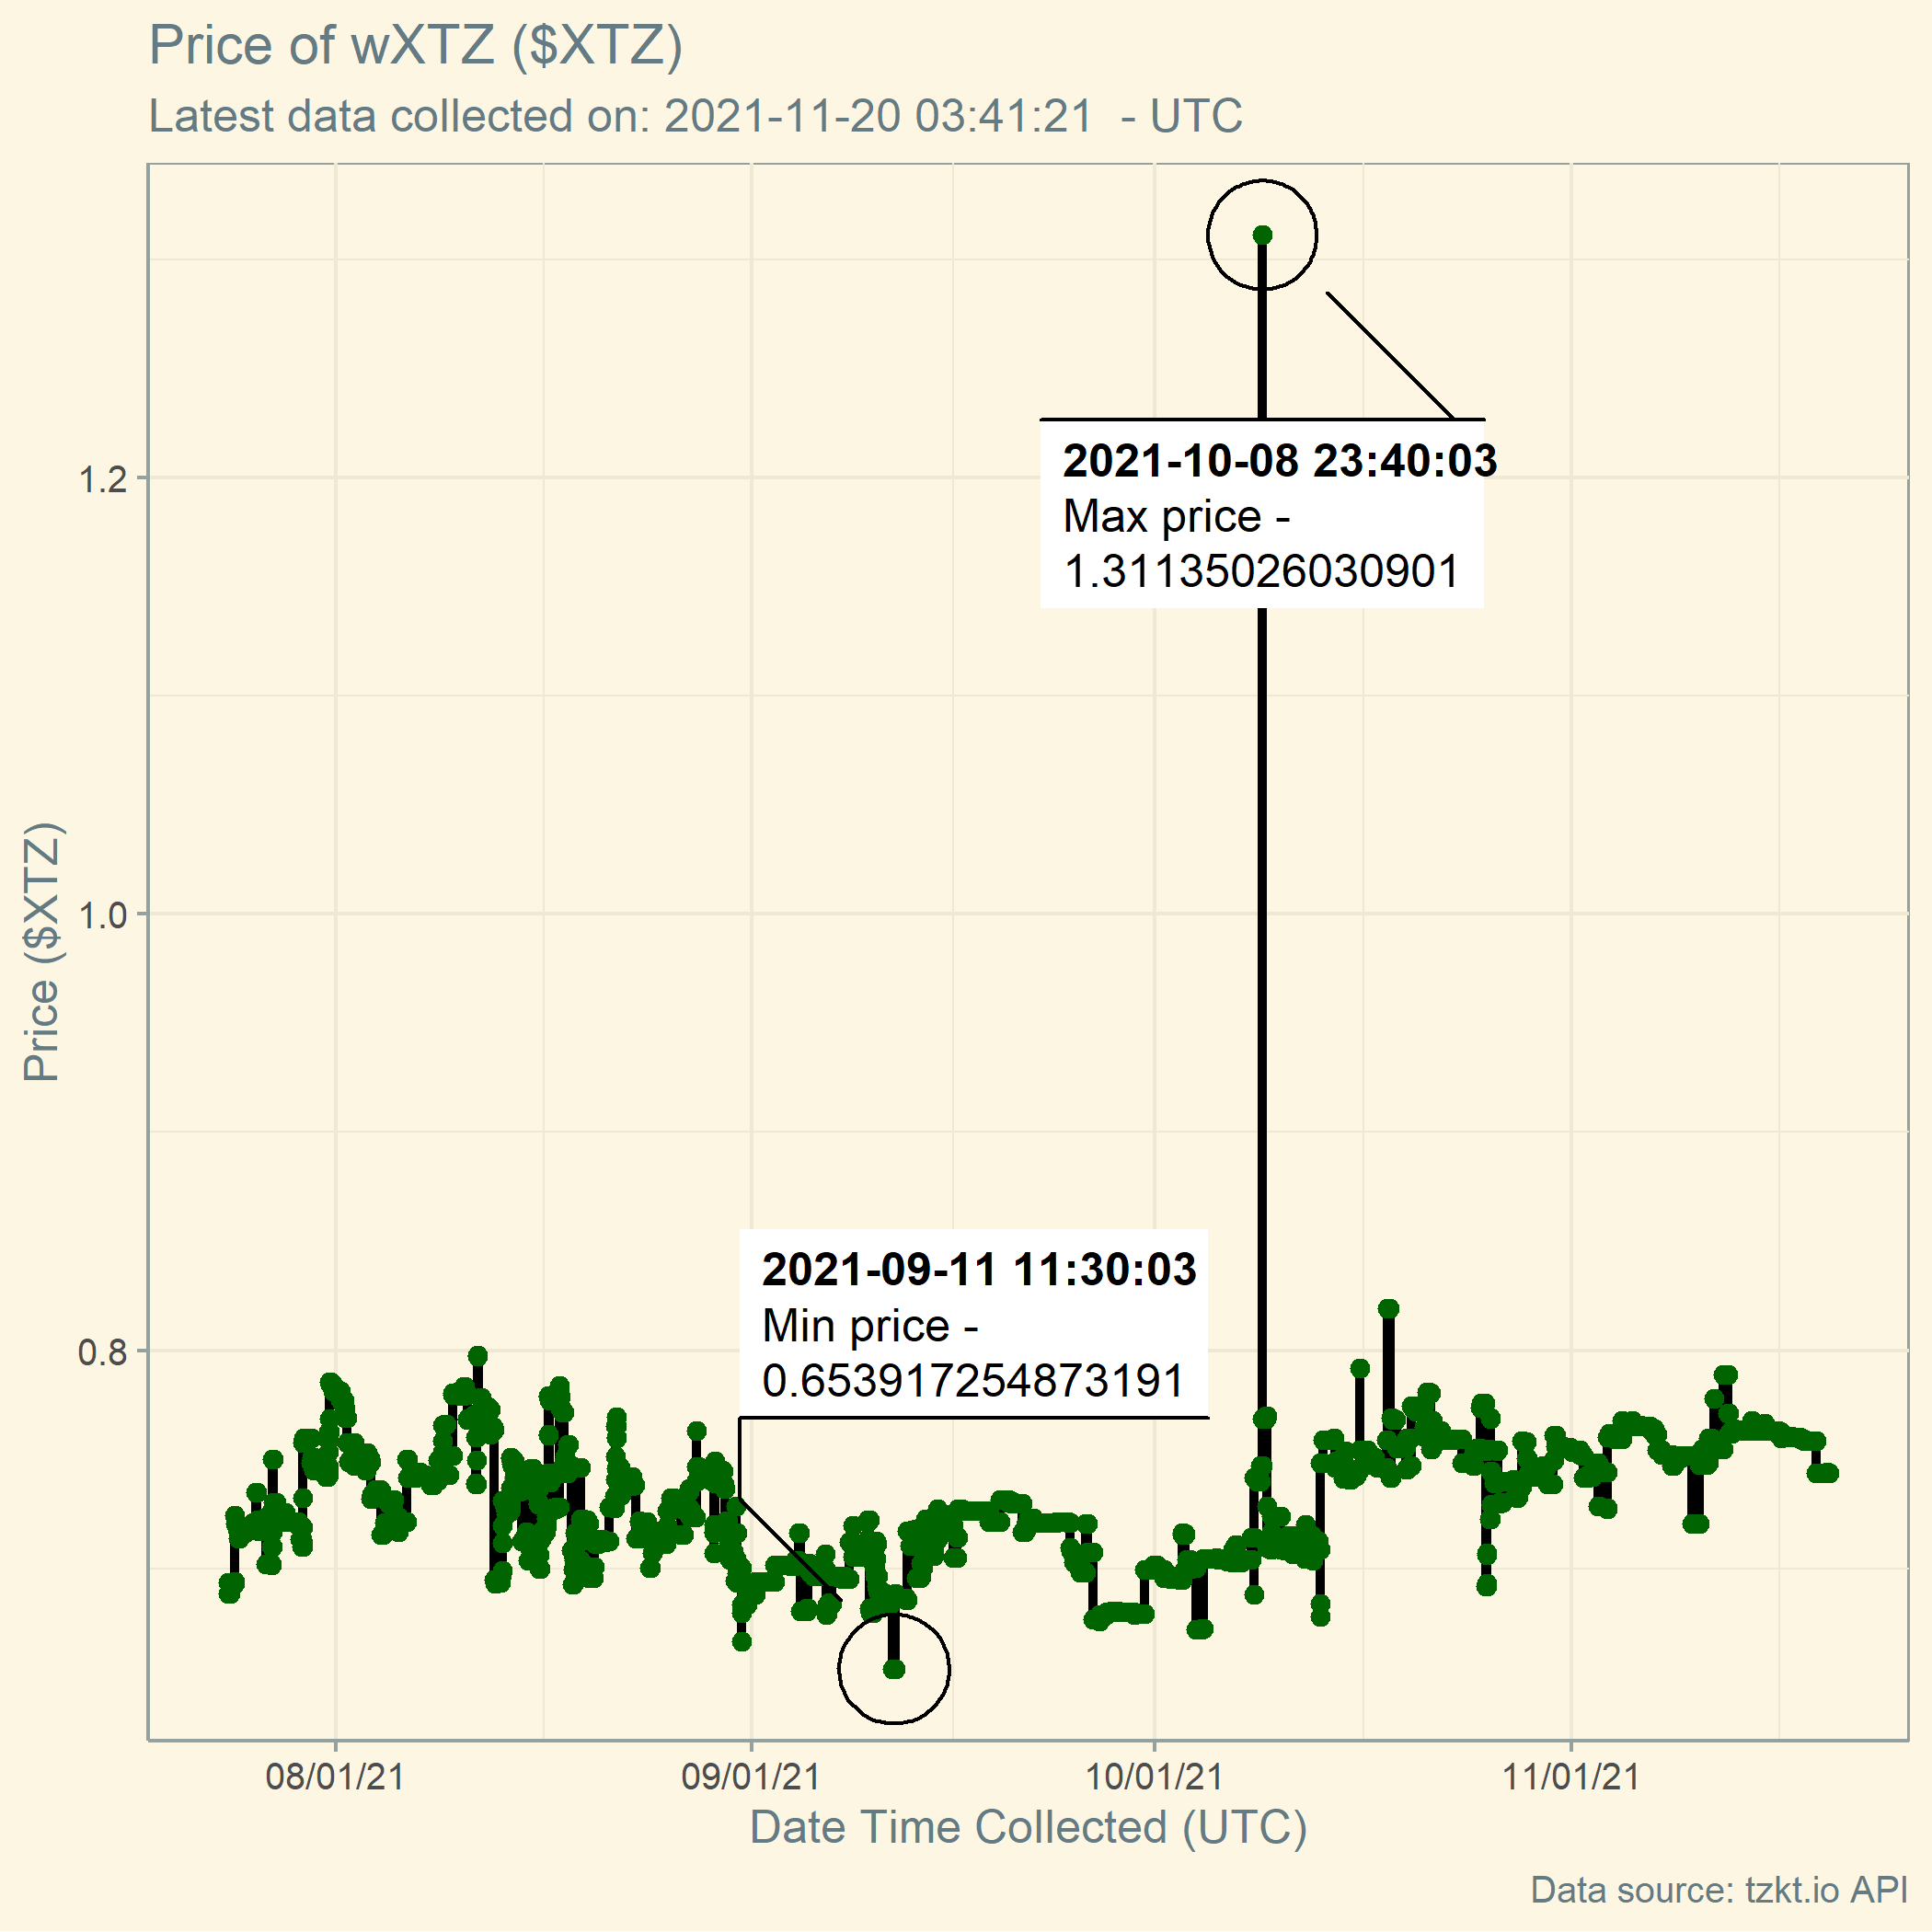 Price of wXTZ ($XTZ)
Latest data collected on: 2021-11-20 03:41:21  - UTC
2021-10-08 23:40:03
Max price -
1.31135026030901
1.2
1.0
0.8
Price ($XTZ)
2021-09-11 11:30:03
Min price -
0.653917254873191
08/01/21
09/01/21
10/01/21
11/01/21
Date Time Collected (UTC)
Data source: tzkt.io API